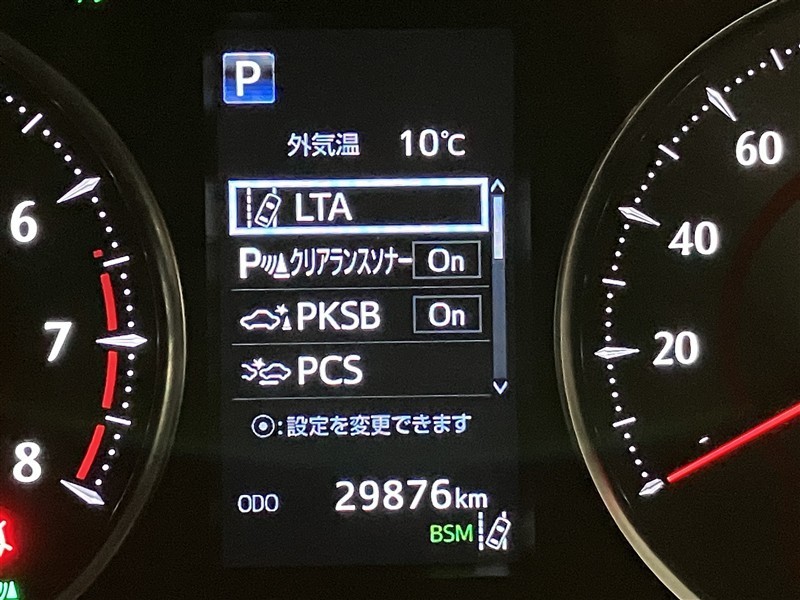 P
外気温 10℃
LTA
Pクリアランスソナー On
PKSB On
PCS
:設定を変更できます
ODO 29876km
BSM
6
7
8
60
40
20